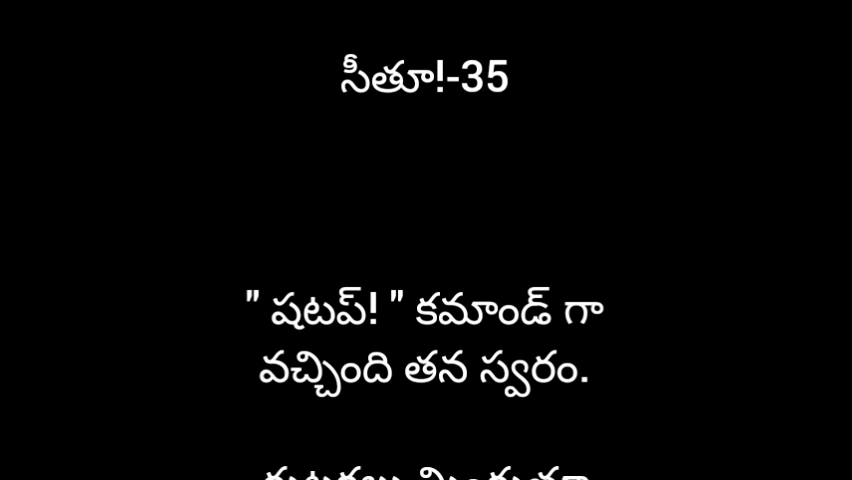 సీతూ!-35
" షటప్! " కమాండ్ గా
వచ్చింది తన స్వరం.